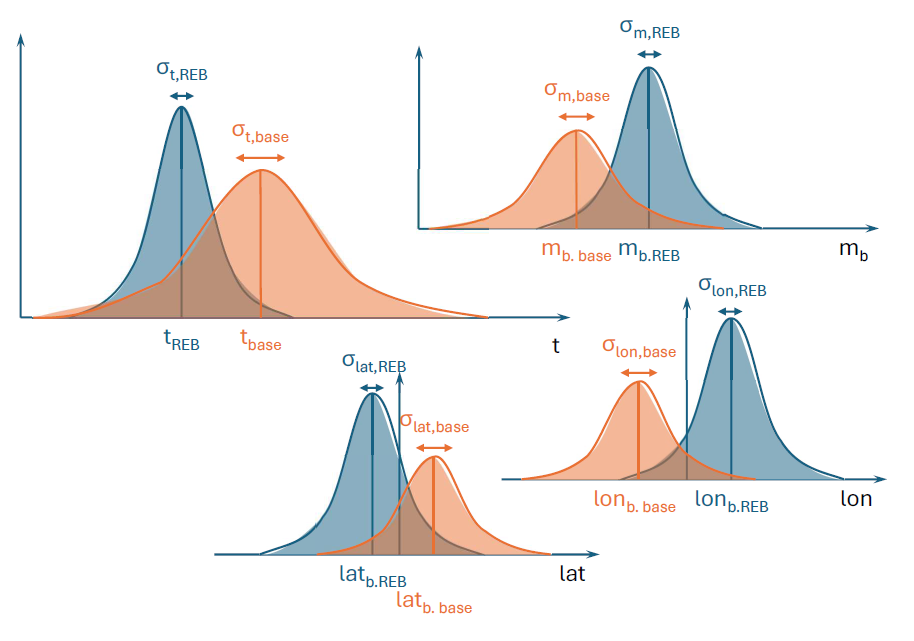 σt,REB
σt,base
tREB
tbase
t
σm,REB
σm,base
mb. base
mb.REB
mb
σlat,REB
σlat,base
latb.REB
latb. base
lat
σlon,REB
σlon,base
lonb. base
lonb.REB
lon